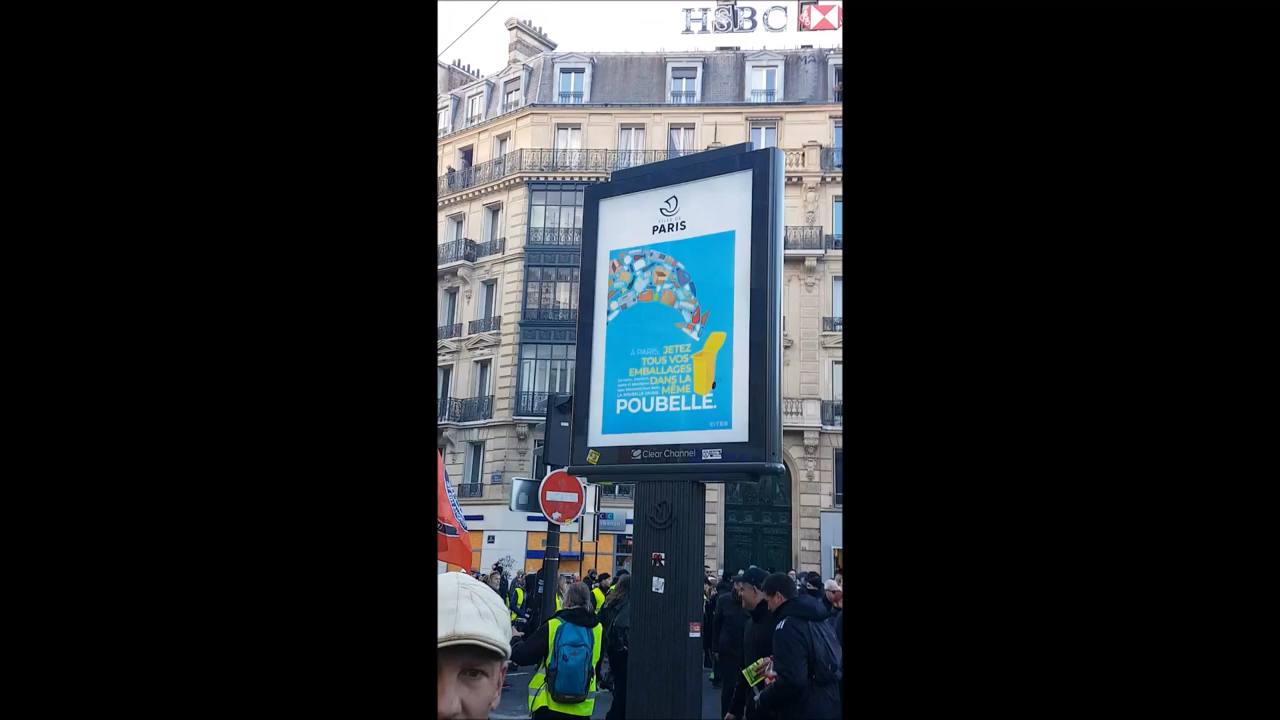 HSBC
VILLE DE
PARIS
À PARIS, JETEZ
TOUS VOS
EMBALLAGES
DANS LA
MÊME
POUBELLE.
Clear Channel